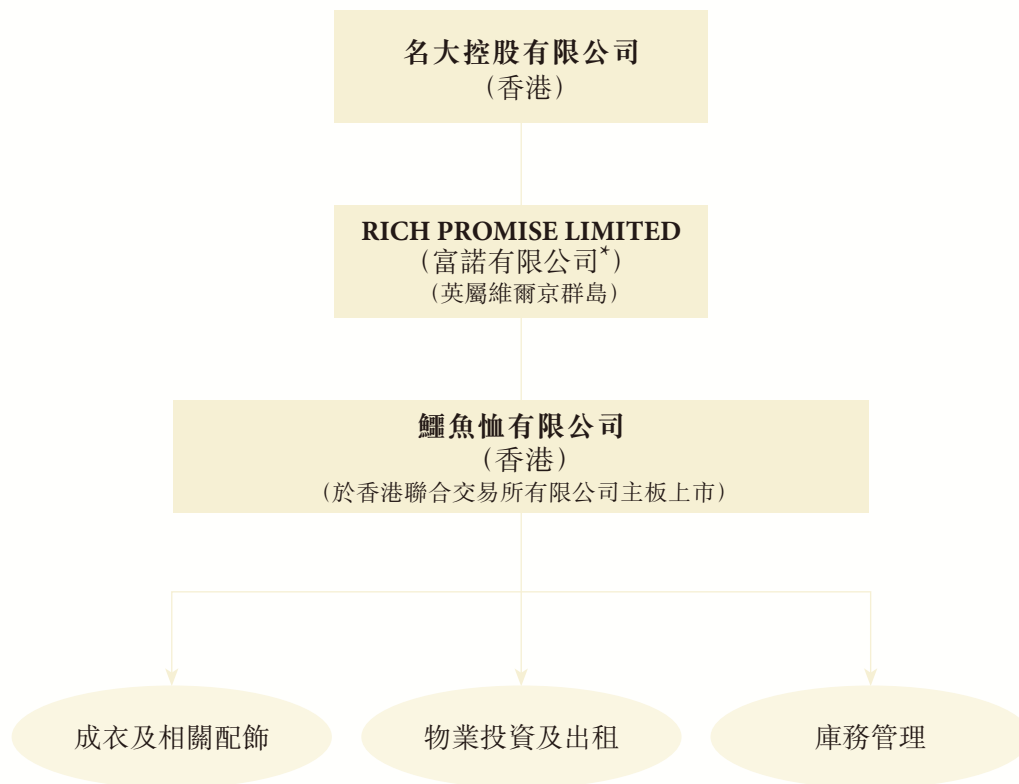 名大控股有限公司
（香港）
RICH PROMISE LIMITED
（富諾有限公司*）
（英屬維爾京群島）
鱷魚恤有限公司
（香港）
（於香港聯合交易所有限公司主板上市）
成衣及相關配飾
物業投資及出租
庫務管理